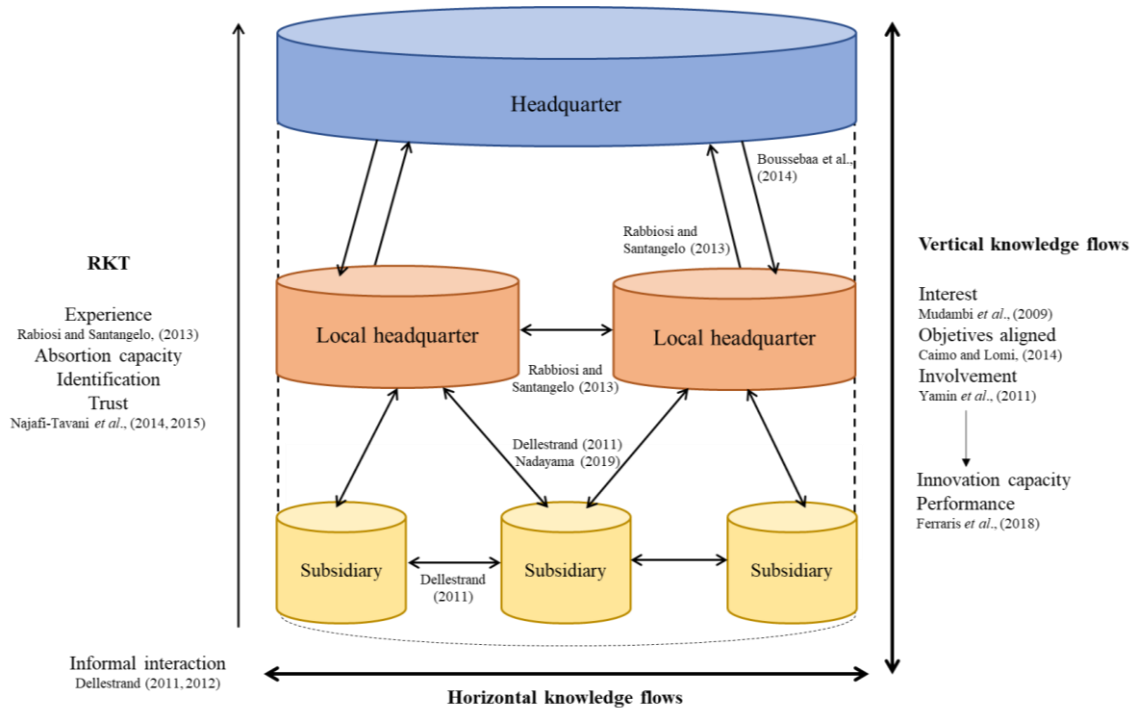 Headquarter
Boussebaa et al.,
(2014)
Rabbiosi and
Santangelo (2013)
RKT
Experience
Rabiosi and Santangelo, (2013)
Absortion capacity
Identification
Trust
Najafi-Tavani et al., (2014, 2015)
Local headquarter
Local headquarter
Rabbiosi and
Santangelo
(2013)
Vertical knowledge flows
Interest
Mudambi et al., (2009)
Objetives aligned
Caimo and Lomi, (2014)
Involvement
Yamin et al., (2011)
Innovation capacity
Performance
Ferraris et al., (2018)
Dellestrand (2011)
Nadayama (2019)
Subsidiary
Dellestrand
(2011)
Subsidiary
Subsidiary
Informal interaction
Dellestrand (2011, 2012)
Horizontal knowledge flows